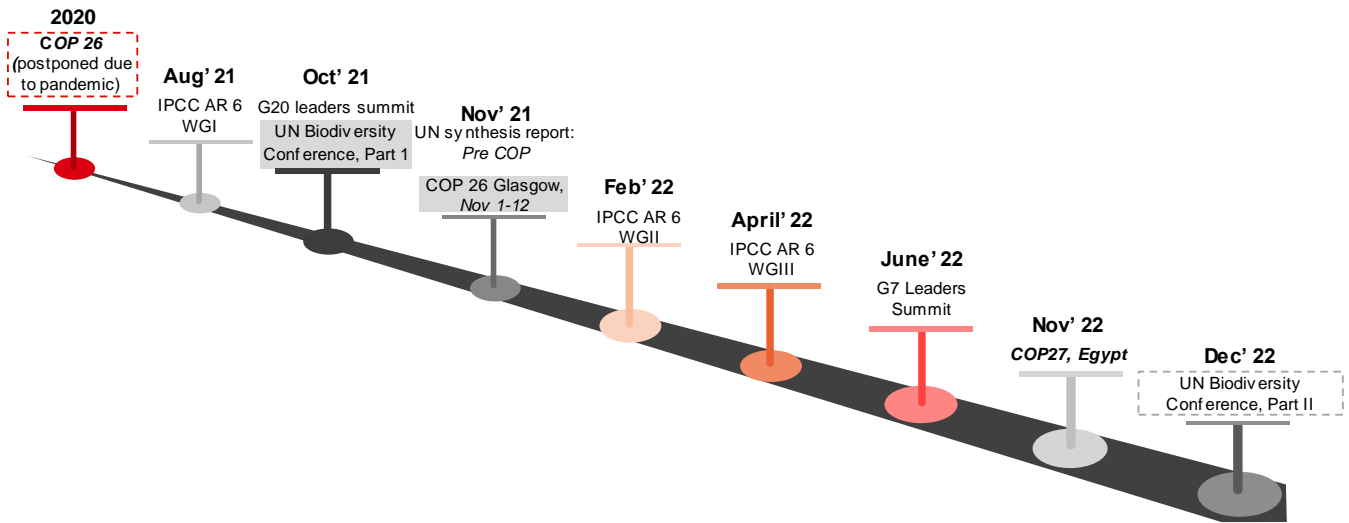 2020
COP 26
(postponed due
to pandemic)
Aug' 21
IPCC AR 6
WGI
Oct' 21
G20 leaders summit
UN Biodiversity
Conference, Part 1
Nov' 21
UN synthesis report:
Pre COP
COP 26 Glasgow,
Nov 1-12
Feb' 22
IPCC AR 6
WGII
April' 22
IPCC AR 6
WGIII
June' 22
G7 Leaders
Summit
Nov' 22
COP27, Egypt
Dec' 22
UN Biodiversity
Conference, Part II